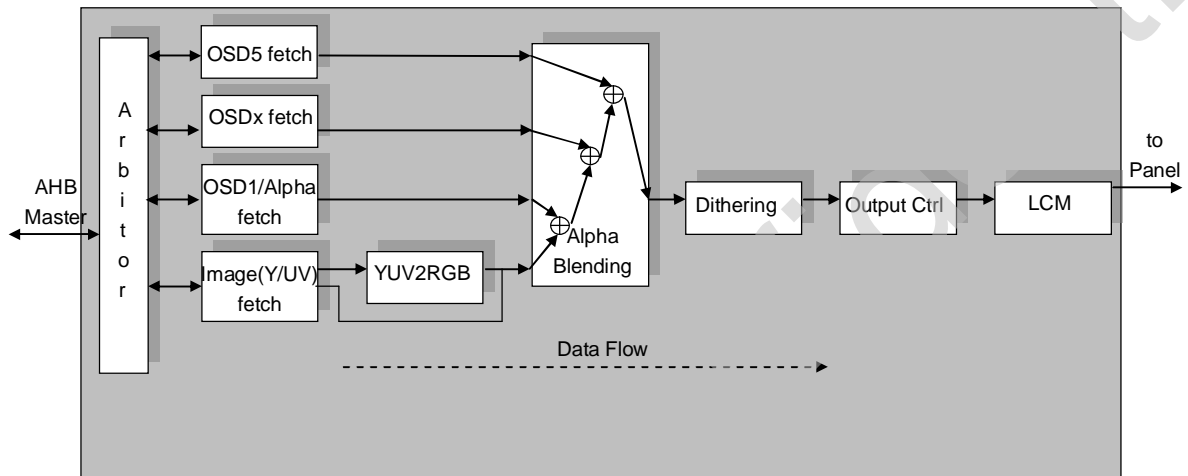 AHB
Master
A
r
b
i
t
o
r
OSD5 fetch
OSDx fetch
OSD1/Alpha
fetch
Image(Y/UV)
fetch
YUV2RGB
Alpha
Blending
Dithering
Output Ctrl
LCM
to
Panel
Data Flow